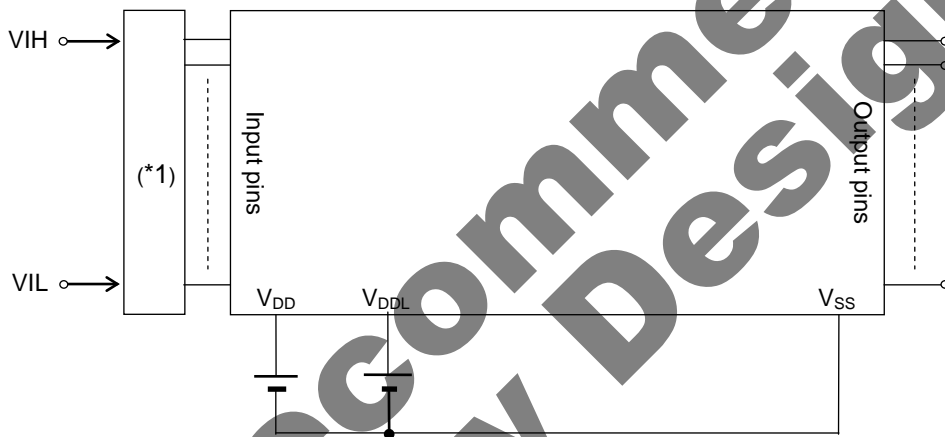 VIH
VIL
(*1)
Input pins
Output pins
VDD
VDDL
VSS